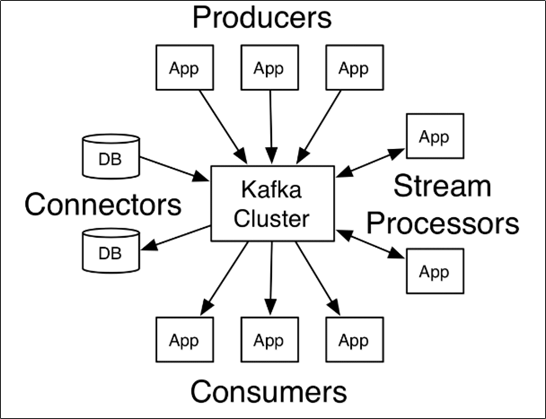 Producers
App
App
App
DB
App
Kafka
Cluster
Connectors
Stream
Processors
DB
App
App
App
App
Consumers